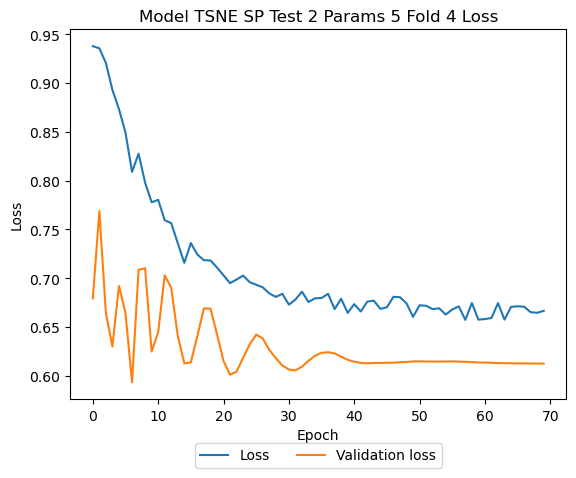 Model TSNE SP Test 2 Params 5 Fold 4 Loss
0.95
0.90
0.85
0.80
0.75
0.70
0.65
0.60
Loss
0 10 20 30 40 50 60 70
Epoch
Loss Validation loss